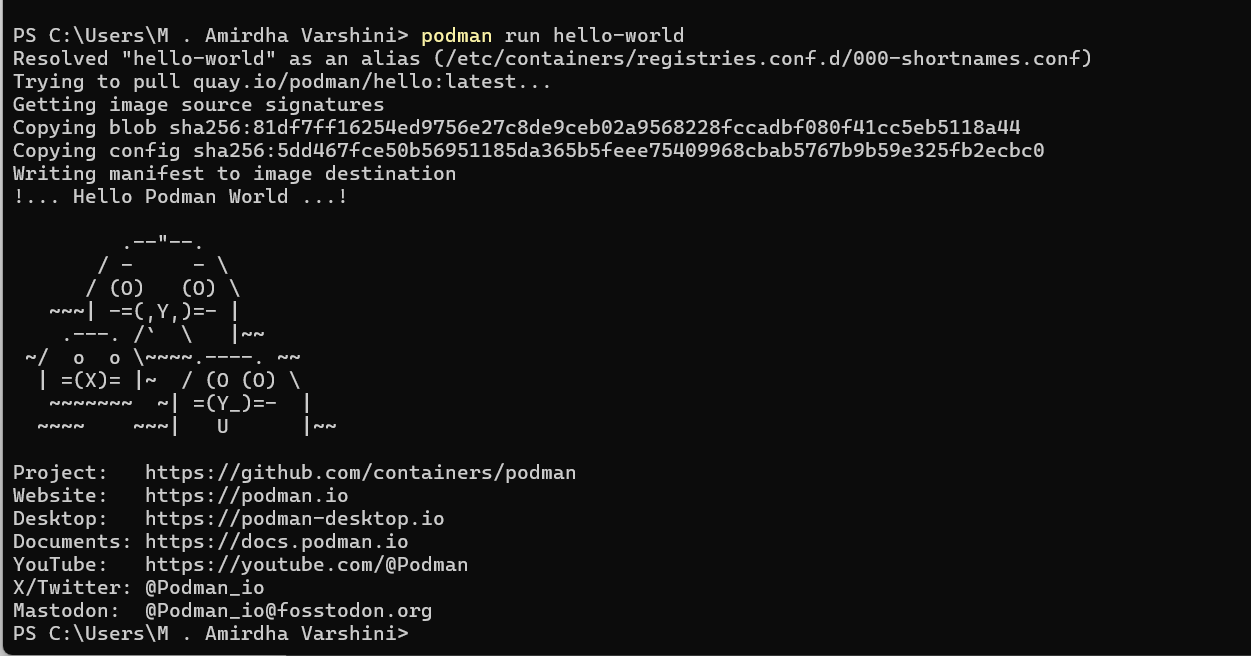 PS C:\Users\M . Amirdha Varshini> podman run hello-world
Resolved "hello-world" as an alias (/etc/containers/registries.conf.d/000-shortnames.conf)
Trying to pull quay.io/podman/hello:latest...
Getting image source signatures
Copying blob sha256:81df7ff16254ed9756e27c8de9ceb02a9568228fccadbf080f41cc5eb5118a44
Copying config sha256:5dd467fce50b56951185da365b5feee75409968cbab5767b9b59e325fb2ecbc0
Writing manifest to image destination
!... Hello Podman World ...!

         .--"--.
       / -     - \
      / (O)   (O) \
   ~~~| -=(,Y,)=- |
    .---. /`  \   |~~
 ~/  o  o \~~~~.----. ~~
  | =(X)= |~  / (O (O) \
   ~~~~~~~  ~| =(Y_)=-  |
  ~~~~    ~~~|   U      |~~

Project:   https://github.com/containers/podman
Website:   https://podman.io
Desktop:   https://podman-desktop.io
Documents: https://docs.podman.io
YouTube:   https://youtube.com/@Podman
X/Twitter: @Podman_io
Mastodon:  @Podman_io@fosstodon.org
PS C:\Users\M . Amirdha Varshini>